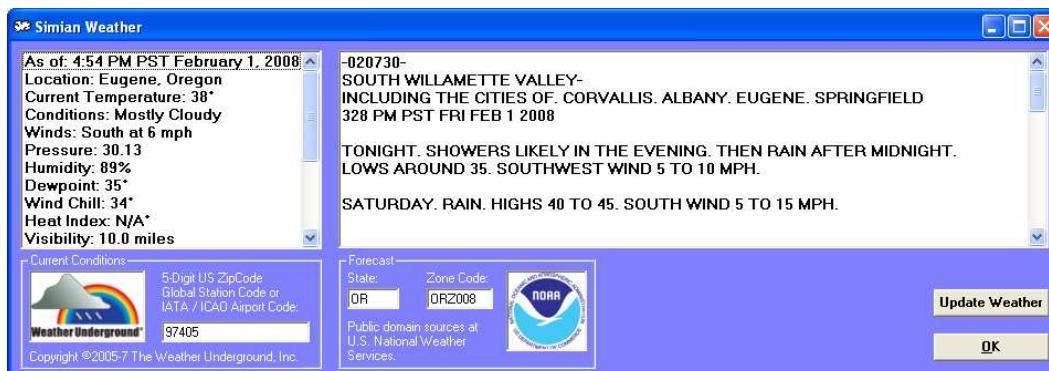 Simian Weather
As of: 4:54 PM PST February 1, 2008
Location: Eugene, Oregon
Current Temperature: 38°
Conditions: Mostly Cloudy
Winds: South at 6 mph
Pressure: 30.13
Humidity: 89%
Dewpoint: 35°
Wind Chill: 34°
Heat Index: N/A°
Visibility: 10.0 miles
-020730-
SOUTH WILLAMETTE VALLEY-
INCLUDING THE CITIES OF. CORVALLIS. ALBANY. EUGENE. SPRINGFIELD
328 PM PST FRI FEB 1 2008
TONIGHT. SHOWERS LIKELY IN THE EVENING. THEN RAIN AFTER MIDNIGHT.
LOWS AROUND 35. SOUTHWEST WIND 5 TO 10 MPH.
SATURDAY. RAIN. HIGHS 40 TO 45. SOUTH WIND 5 TO 15 MPH.
Current Conditions
Weather Underground®
5-Digit US ZipCode
Global Station Code or
IATA / ICAO Airport Code:
97405
Copyright ©2005-7 The Weather Underground, Inc.
Forecast
State: Zone Code:
OR ORZ008
Public domain sources at
U.S. National Weather
Services.
NOAA
Update Weather
OK